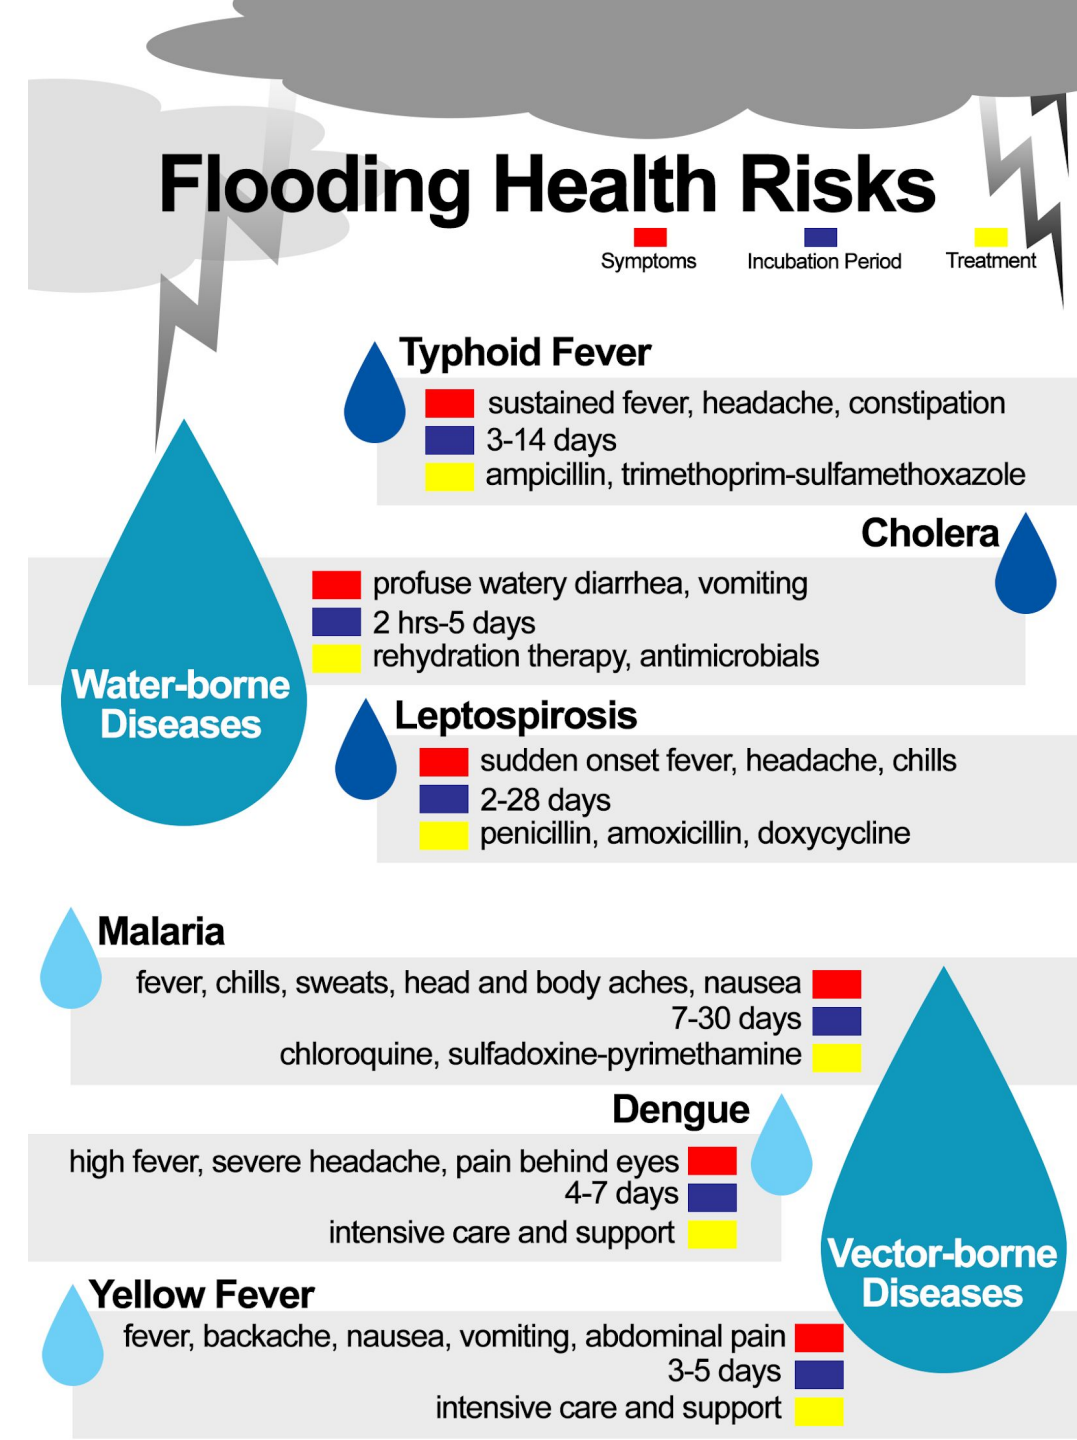 Flooding Health Risks
Symptoms
Incubation Period
Treatment
Typhoid Fever
sustained fever, headache, constipation
3-14 days
ampicillin, trimethoprim-sulfamethoxazole
Cholera
profuse watery diarrhea, vomiting
2 hrs-5 days
rehydration therapy, antimicrobials
Water-borne
Diseases
Leptospirosis
sudden onset fever, headache, chills
2-28 days
penicillin, amoxicillin, doxycycline
Malaria
fever, chills, sweats, head and body aches, nausea
7-30 days
chloroquine, sulfadoxine-pyrimethamine
Dengue
high fever, severe headache, pain behind eyes
4-7 days
intensive care and support
Vector-borne
Diseases
Yellow Fever
fever, backache, nausea, vomiting, abdominal pain
3-5 days
intensive care and support